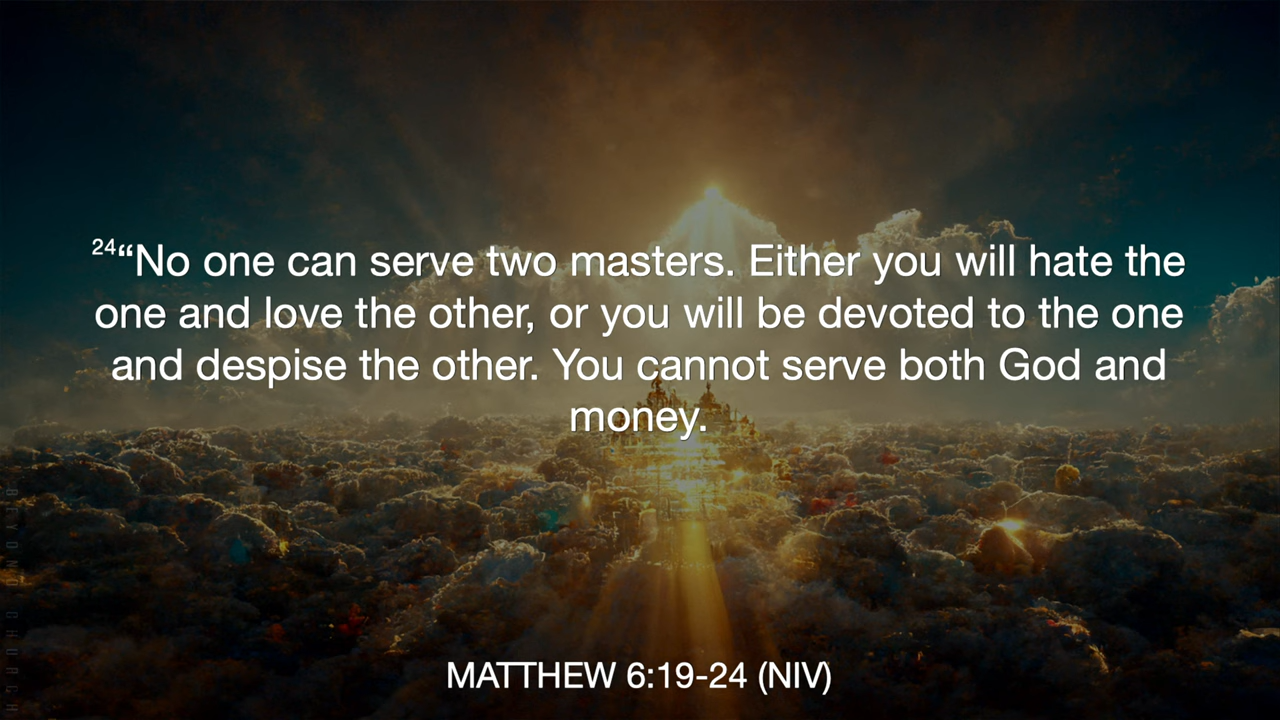 24“No one can serve two masters. Either you will hate the
one and love the other, or you will be devoted to the one
and despise the other. You cannot serve both God and
money.
MATTHEW 6:19-24 (NIV)
BEYOND CHURCH